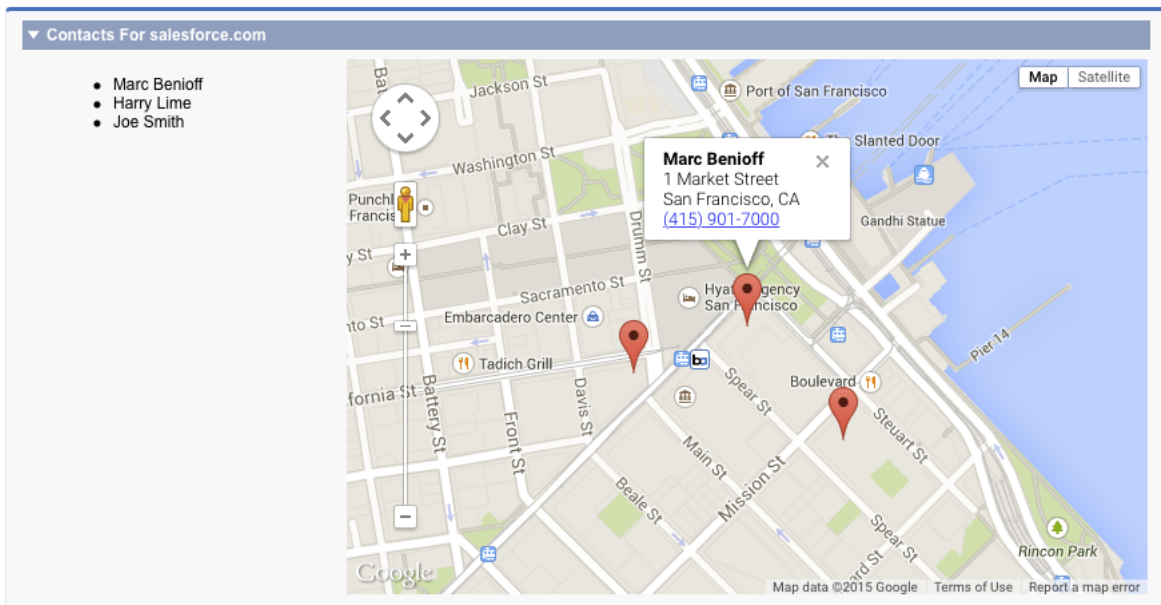 Contacts For salesforce.com
Marc Benioff
Harry Lime
Joe Smith
Map
Satellite
Jackson St
Port of San Francisco
Washington St
The Slanted Door
Marc Benioff
1 Market Street
San Francisco, CA
(415) 901-7000
Clay St
Drumm St
Gandhi Statue
Sacramento St
San Francisco
Embarcadero Center
Pier 14
Tadich Grill
Boulevard
Battery St
Front St
Davis St
Spear St
Steuart St
Main St
Mission St
Beale St
Spear St
Rincon Park
Google
Map data ©2015 Google
Terms of Use
Report a map error